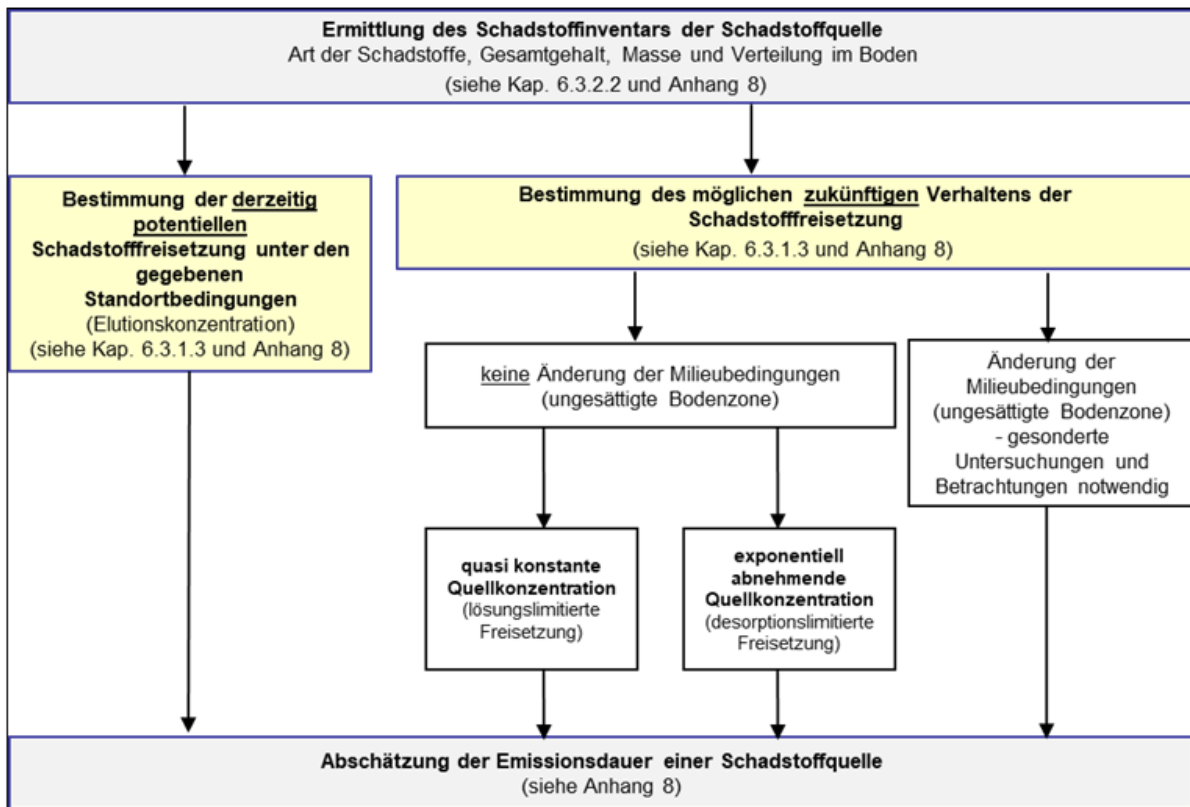 Ermittlung des Schadstoffinventars der Schadstoffquelle
Art der Schadstoffe, Gesamtgehalt, Masse und Verteilung im Boden
(siehe Kap. 6.3.2.2 und Anhang 8)
Bestimmung der derzeitig
potentiellen
Schadstofffreisetzung unter den
gegebenen
Standortbedingungen
(Elutionskonzentration)
(siehe Kap. 6.3.1.3 und Anhang 8)
Bestimmung des möglichen zukünftigen Verhaltens der
Schadstofffreisetzung
(siehe Kap. 6.3.1.3 und Anhang 8)
keine Änderung der Milieubedingungen
(ungesättigte Bodenzone)
Änderung der
Milieubedingungen
(ungesättigte Bodenzone)
- gesonderte
Untersuchungen und
Betrachtungen notwendig
quasi konstante
Quellkonzentration
(lösungslimitierte
Freisetzung)
exponentiell
abnehmende
Quellkonzentration
(desorptionslimitierte
Freisetzung)
Abschätzung der Emissionsdauer einer Schadstoffquelle
(siehe Anhang 8)